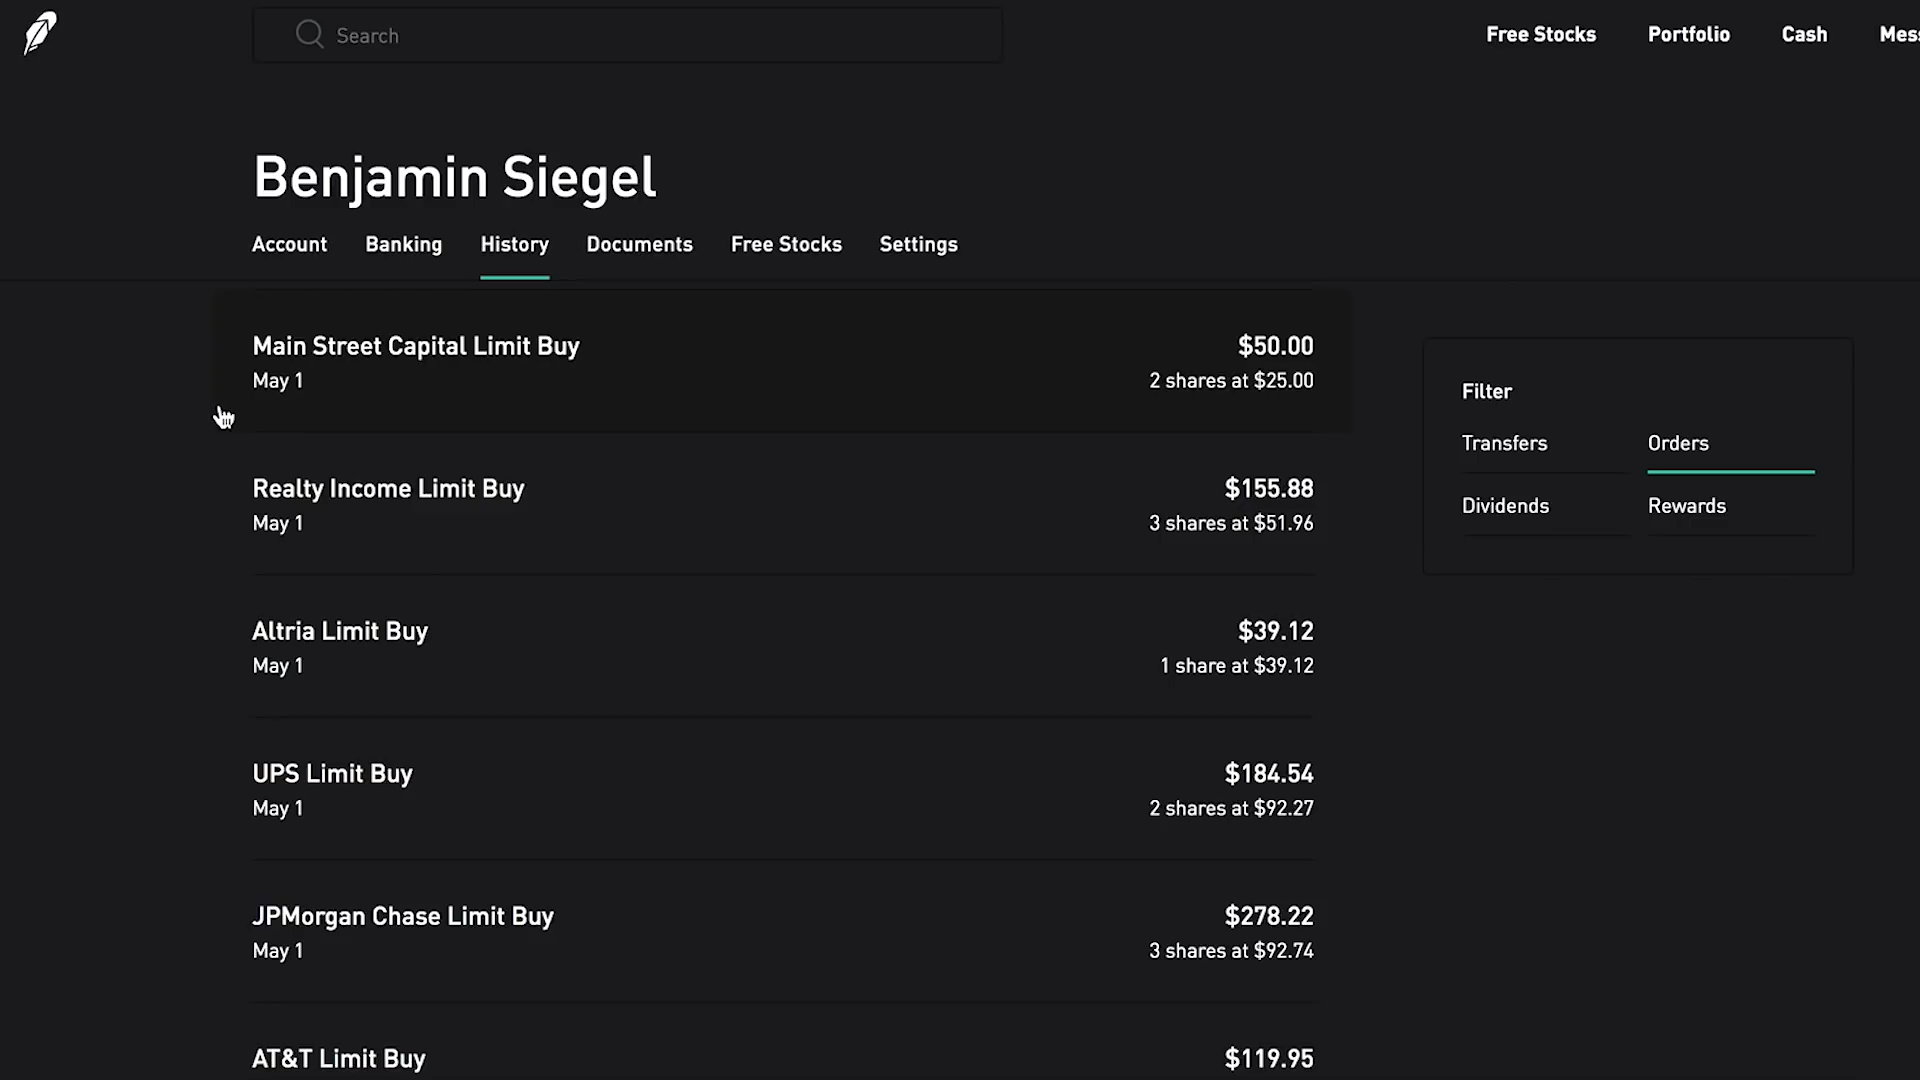 Search
Free Stocks
Portfolio
Cash
Mess
Benjamin Siegel
Account
Banking
History
Documents
Free Stocks
Settings
Main Street Capital Limit Buy
$50.00
May 1
2 shares at $25.00
Realty Income Limit Buy
$155.88
May 1
3 shares at $51.96
Altria Limit Buy
$39.12
May 1
1 share at $39.12
UPS Limit Buy
$184.54
May 1
2 shares at $92.27
JPMorgan Chase Limit Buy
$278.22
May 1
3 shares at $92.74
AT&T Limit Buy
$119.95
Filter
Transfers
Orders
Dividends
Rewards